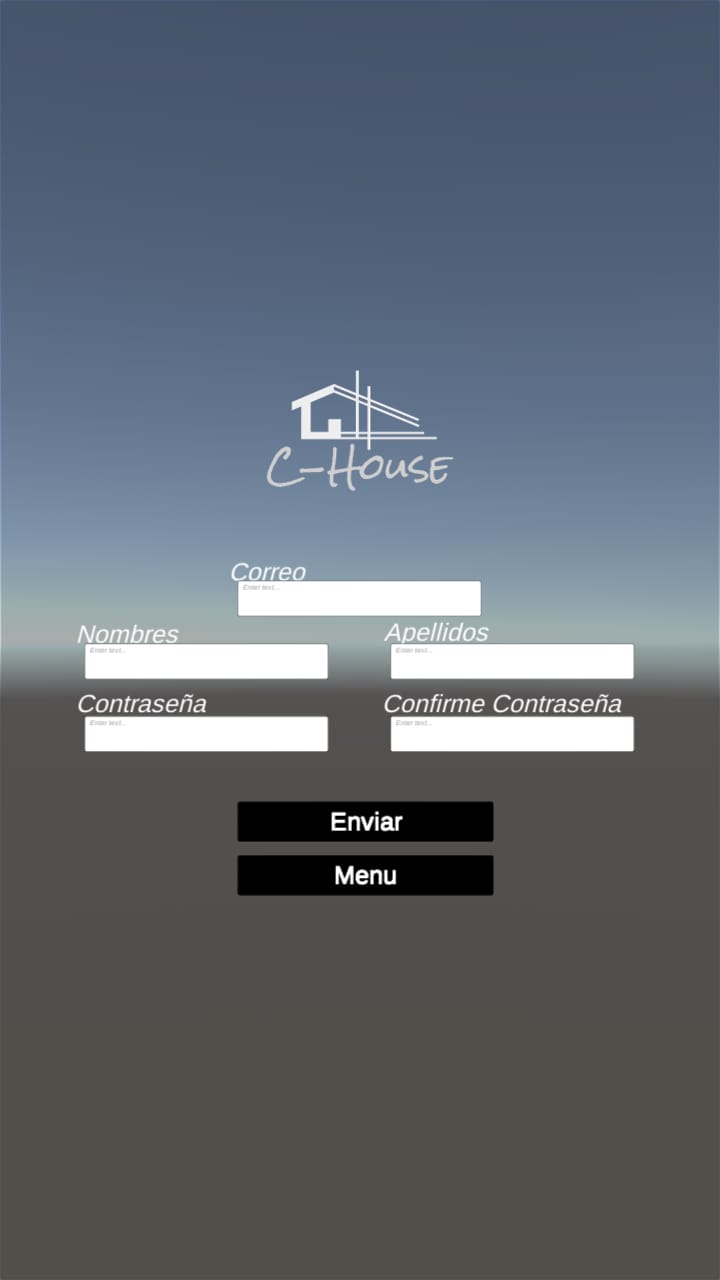 C-HOUSE
Correo
Enter text...
Nombres
Apellidos
Enter text...
Enter text...
Contraseña
Confirme Contraseña
Enter text...
Enter text...
Enviar
Menu